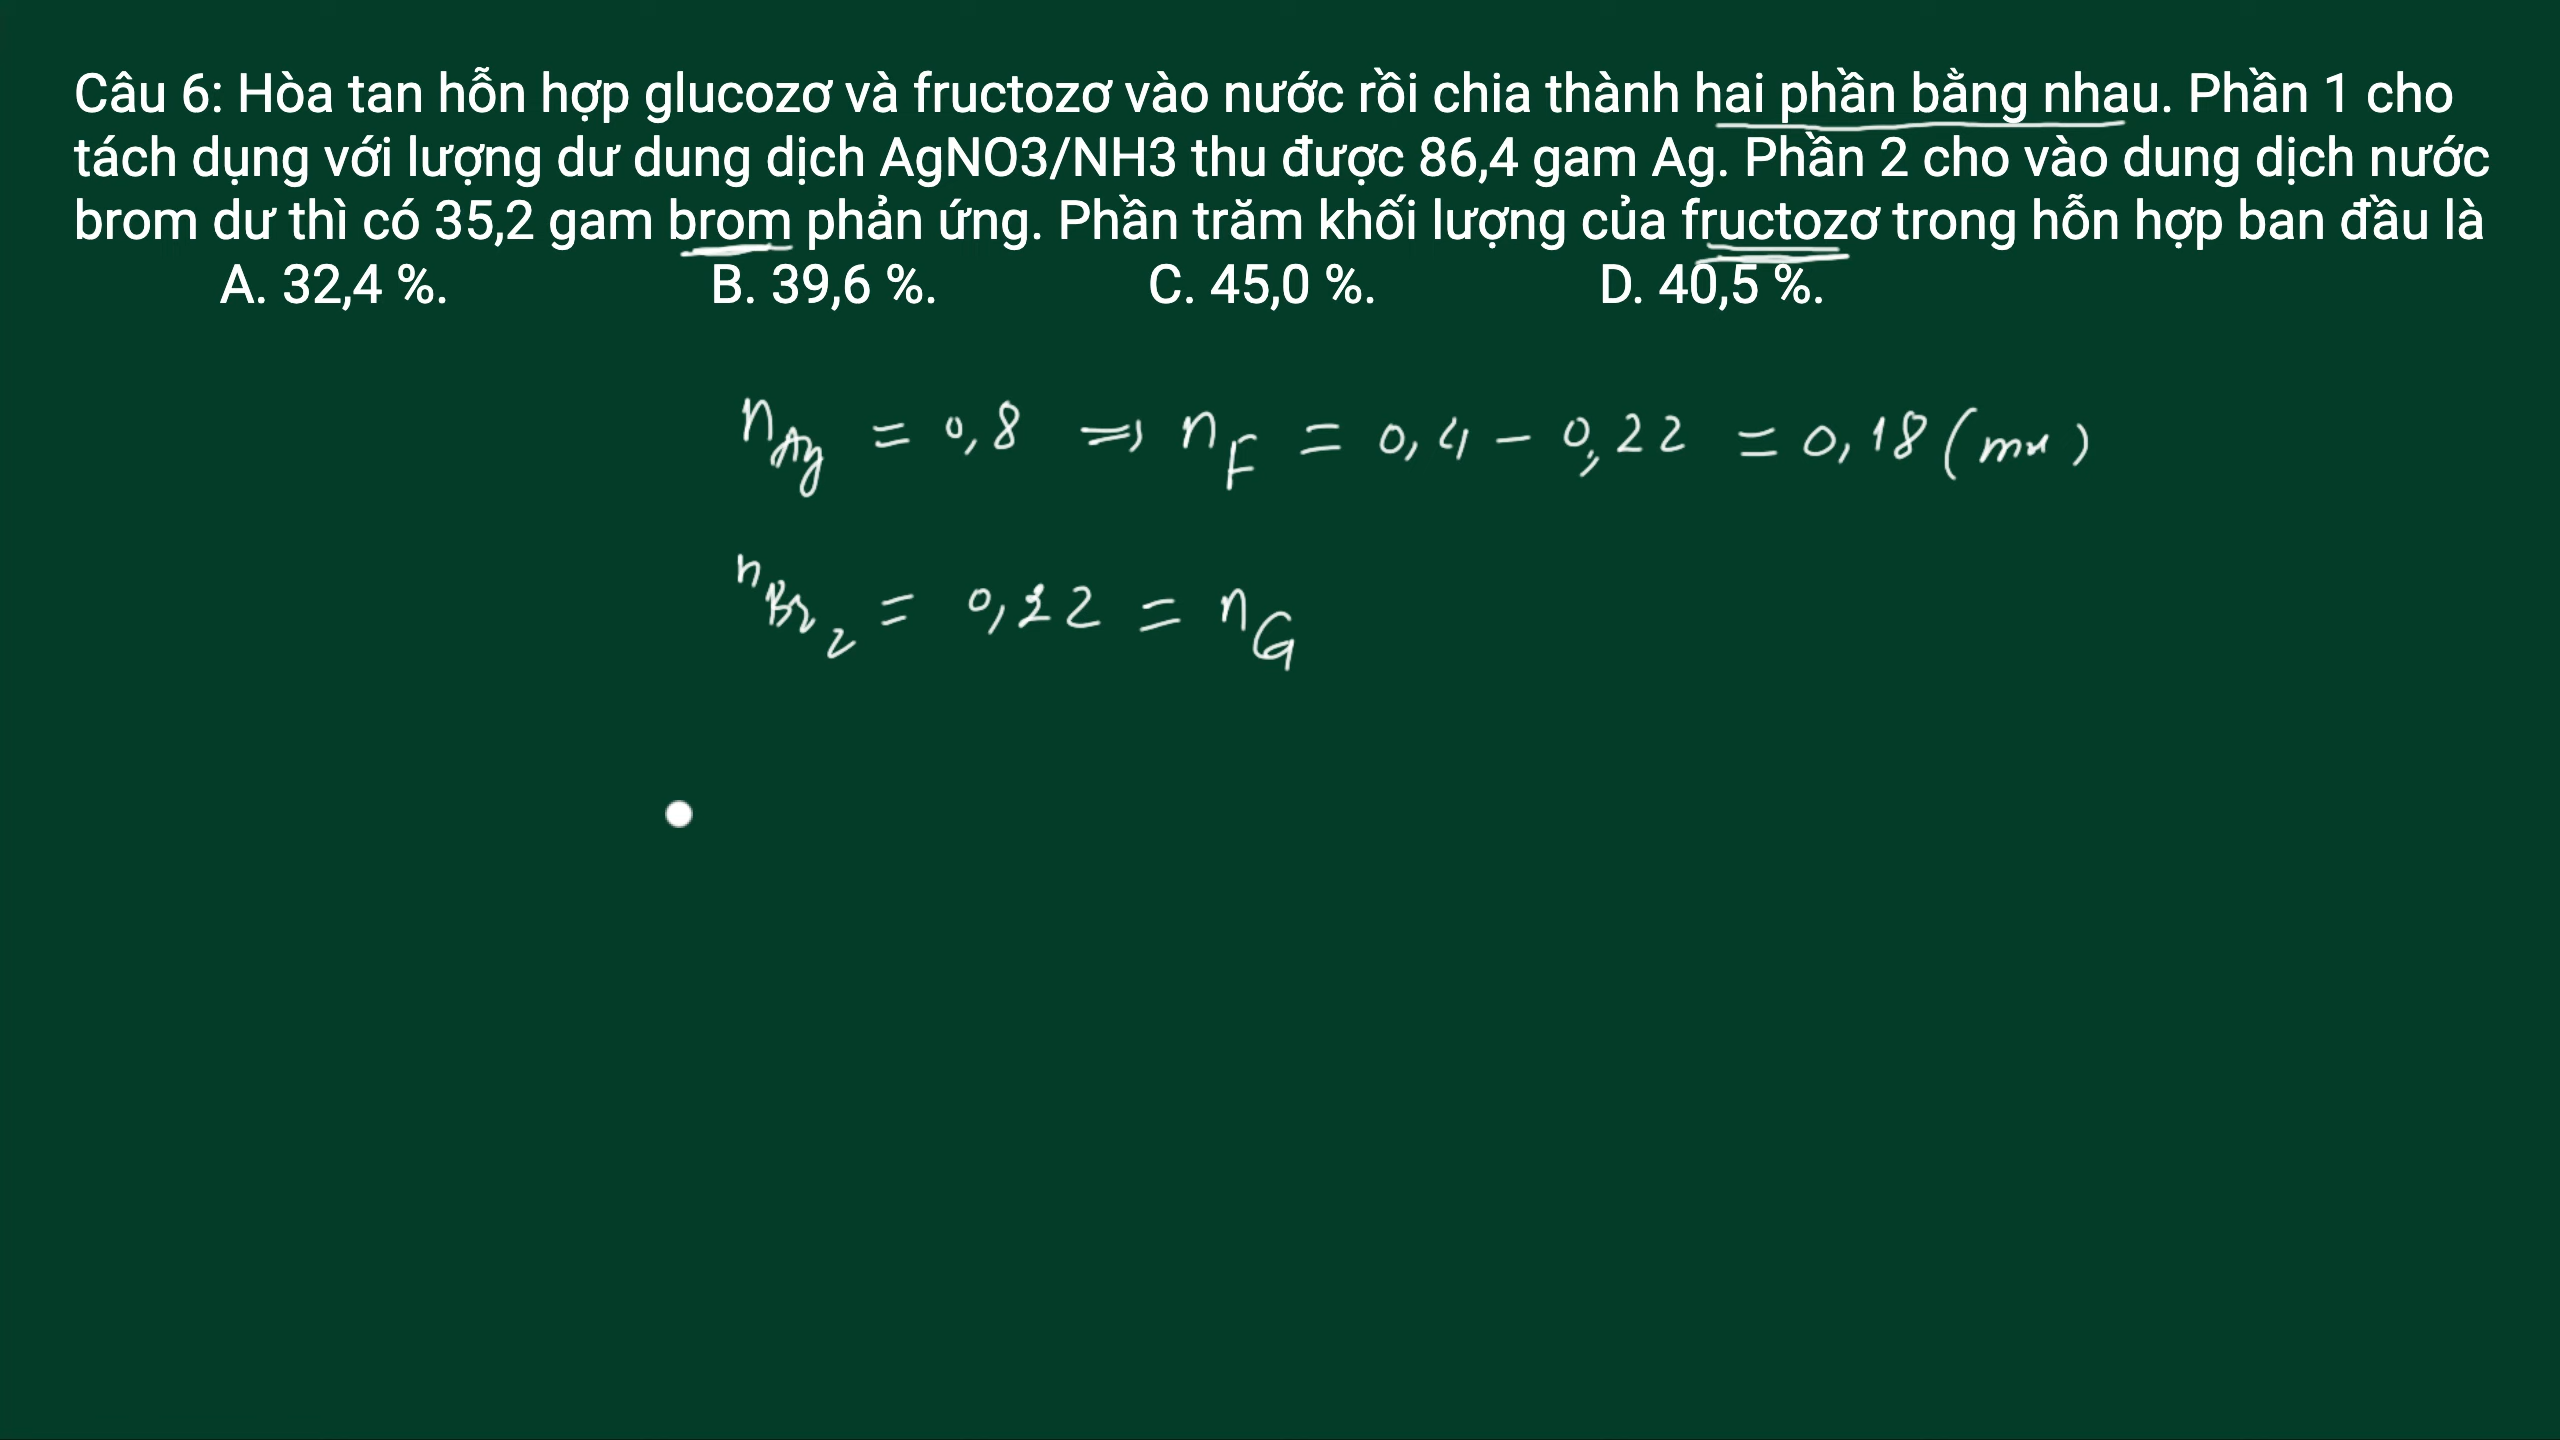 Câu 6: Hòa tan hỗn hợp glucozơ và fructozơ vào nước rồi chia thành hai phần bằng nhau. Phần 1 cho
tách dụng với lượng dư dung dịch AgNO3/NH3 thu được 86,4 gam Ag. Phần 2 cho vào dung dịch nước
brom dư thì có 35,2 gam brom phản ứng. Phần trăm khối lượng của fructozơ trong hỗn hợp ban đầu là
A. 32,4 %. B. 39,6 %. C. 45,0 %. D. 40,5 %.
n_Ag = 0,8 => n_F = 0,4 - 0,22 = 0,18 (mol)
n_Br2 = 0,22 = n_G